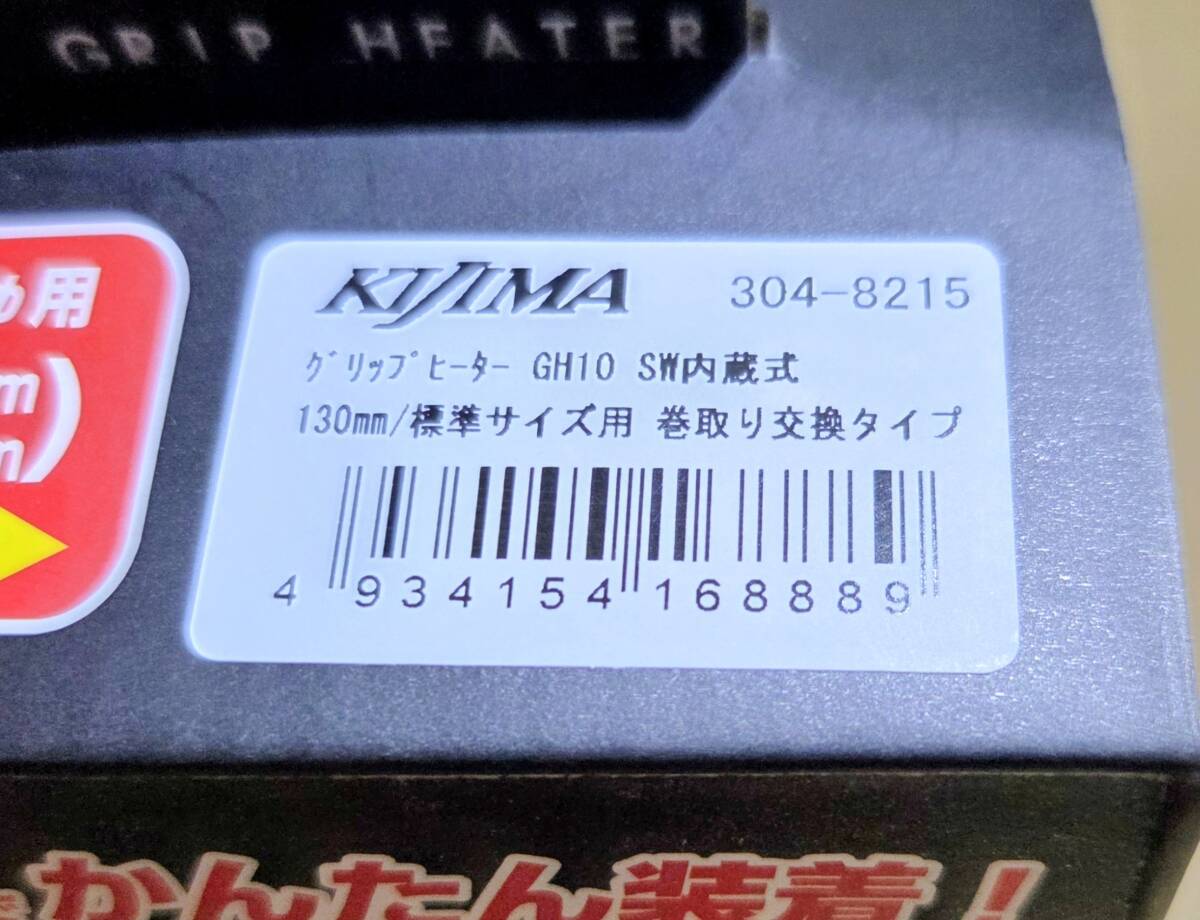 GRIP HEATER
用
KIJIMA 304-8215
ｸﾞﾘｯﾌﾟﾋｰﾀｰ GH10 SW内蔵式
130mm/標準サイズ用 巻取り交換タイプ
4 934154 168889
かんたん装着！